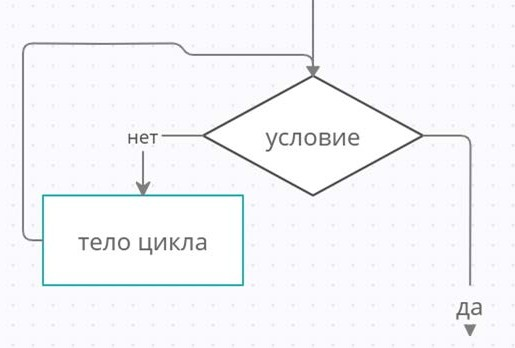 условие
нет
тело цикла
да